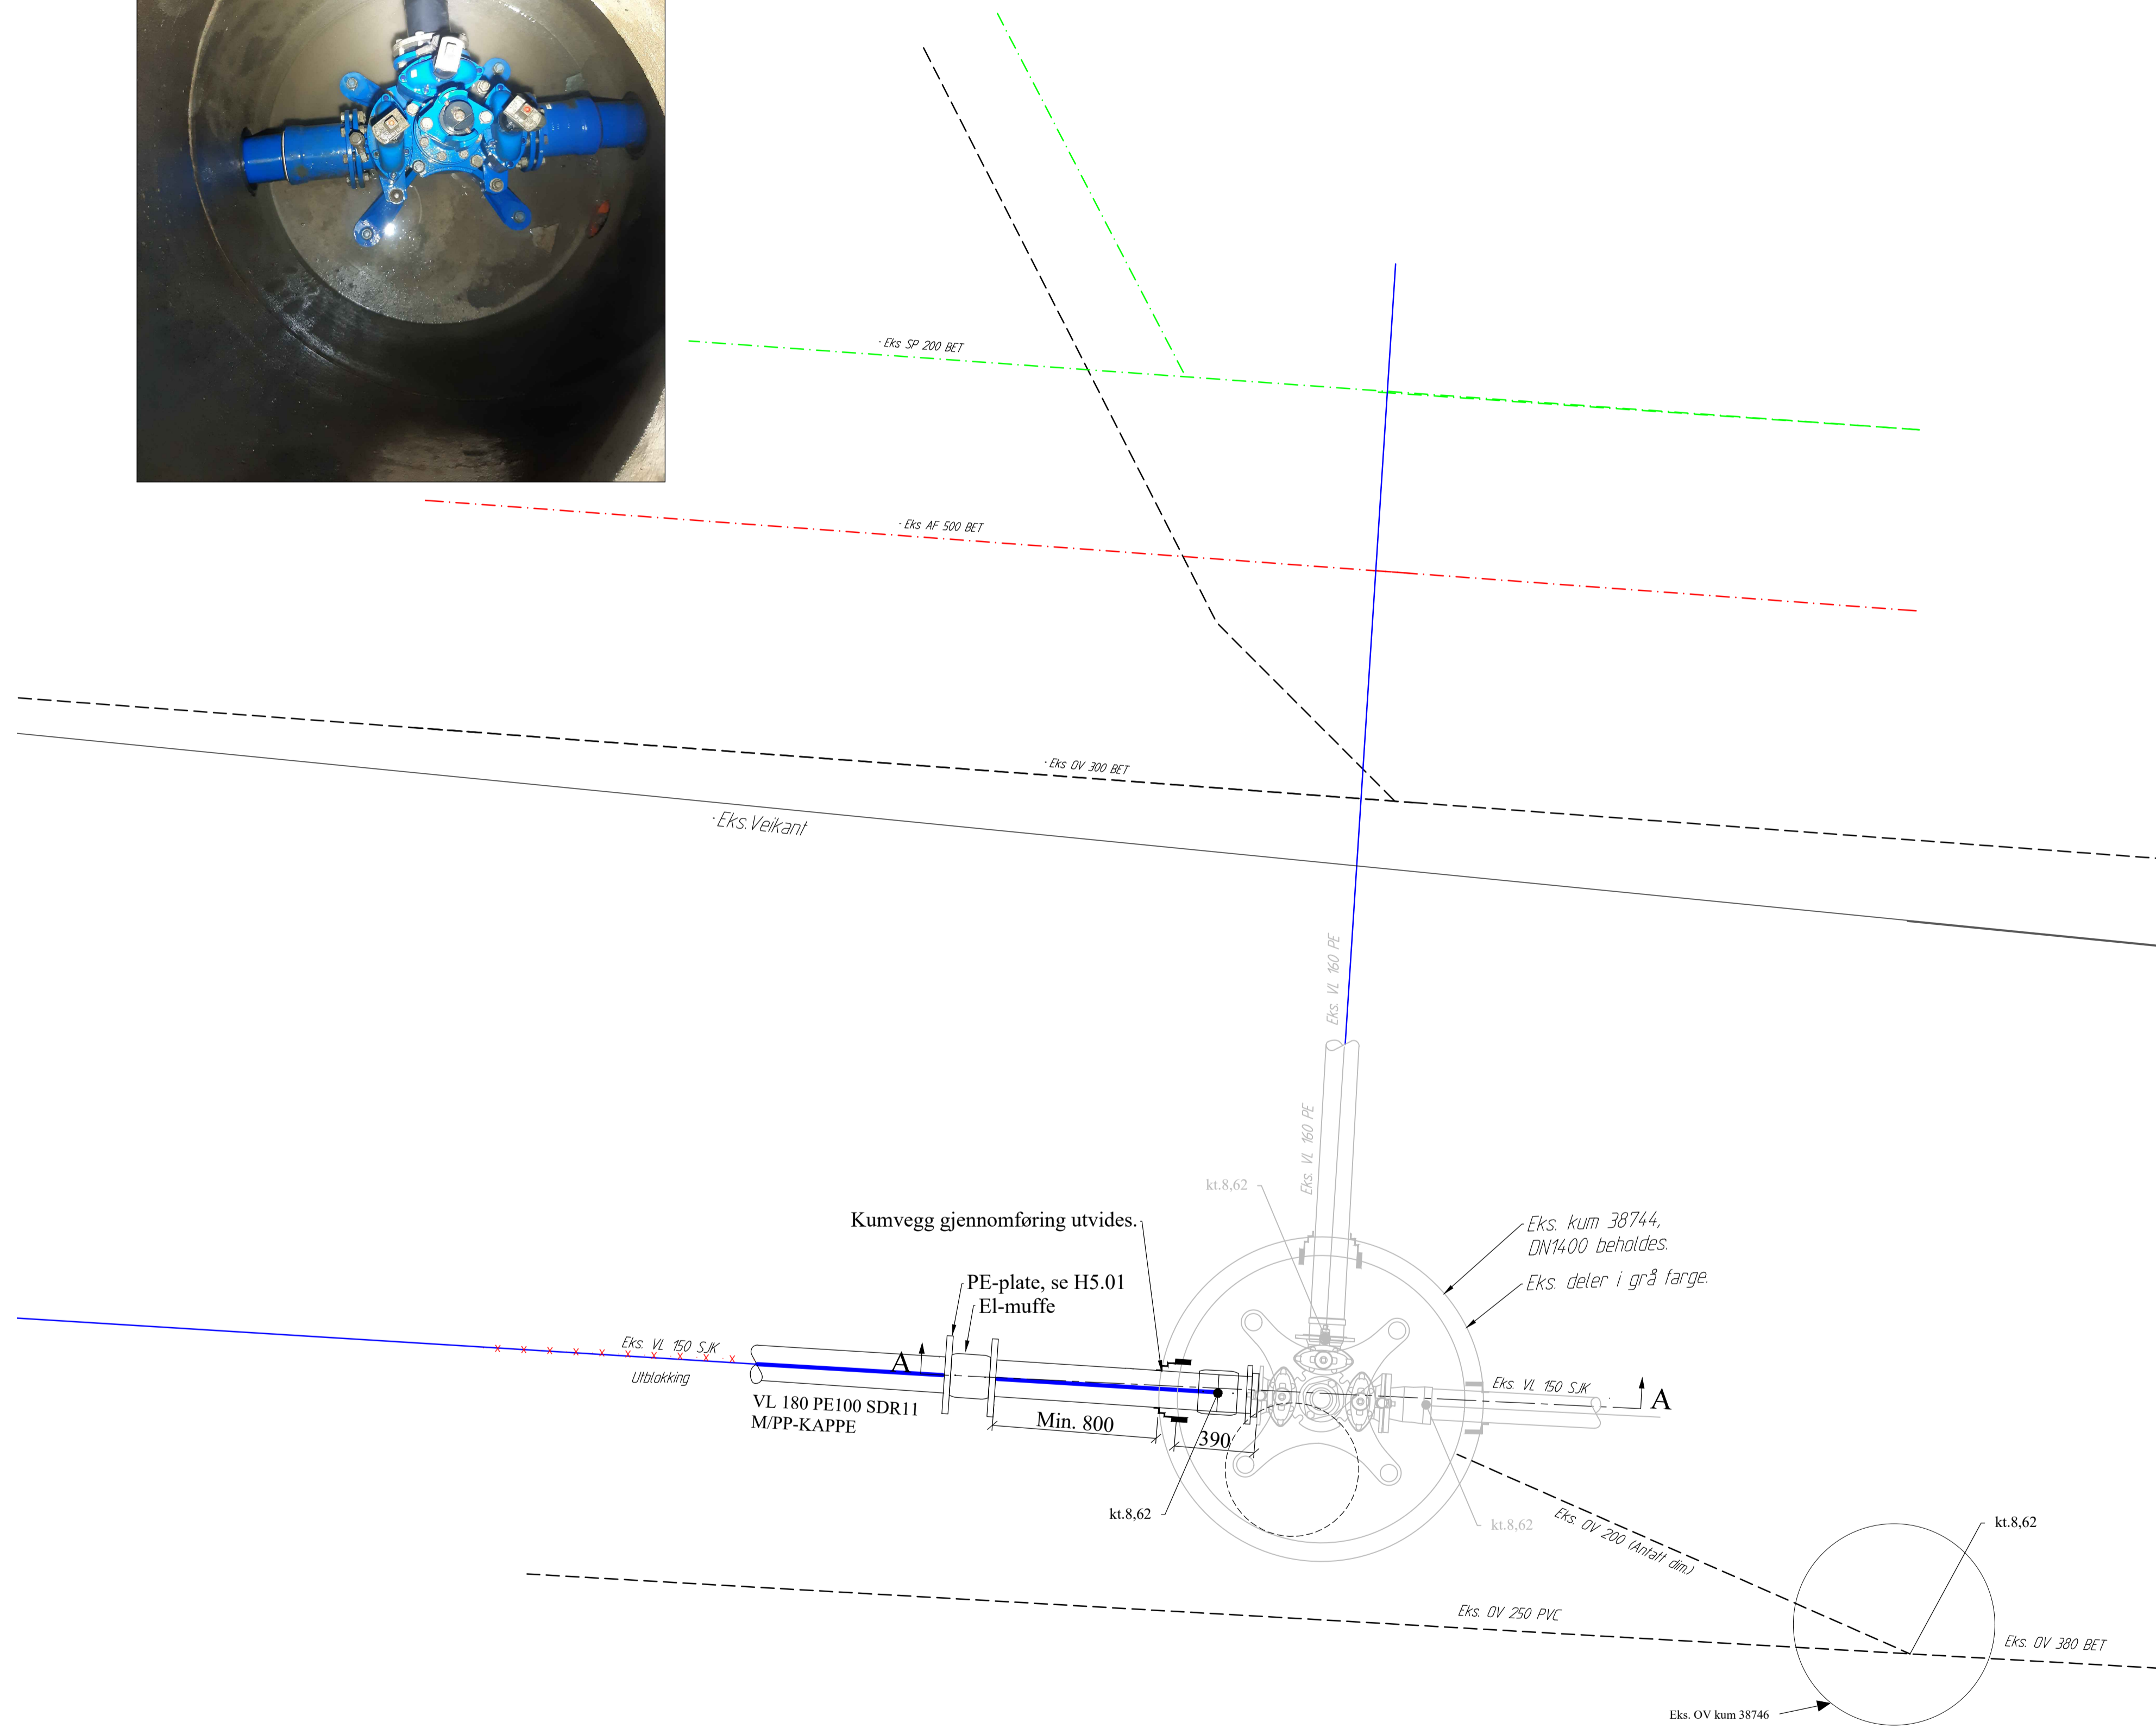 Eks SP 200 BET
Eks AF 500 BET
Eks OV 300 BET
Eks.Veikant
Eks. VL 160 PE
Eks. VL 160 PE
kt.8,62
Kumvegg gjennomføring utvides.
Eks. kum 38744,
DN1400 beholdes.
Eks. deler i grå farge.
PE-plate, se H5.01
El-muffe
Eks. VL 150 SJK
x x x x x x x x x x
Utblokking
A
VL 180 PE100 SDR11
M/PP-KAPPE
Min. 800
390
Eks. VL 150 SJK
A
kt.8,62
kt.8,62
Eks. OV 200 (Antatt dim.)
kt.8,62
Eks. OV 250 PVC
Eks. OV 380 BET
Eks. OV kum 38746